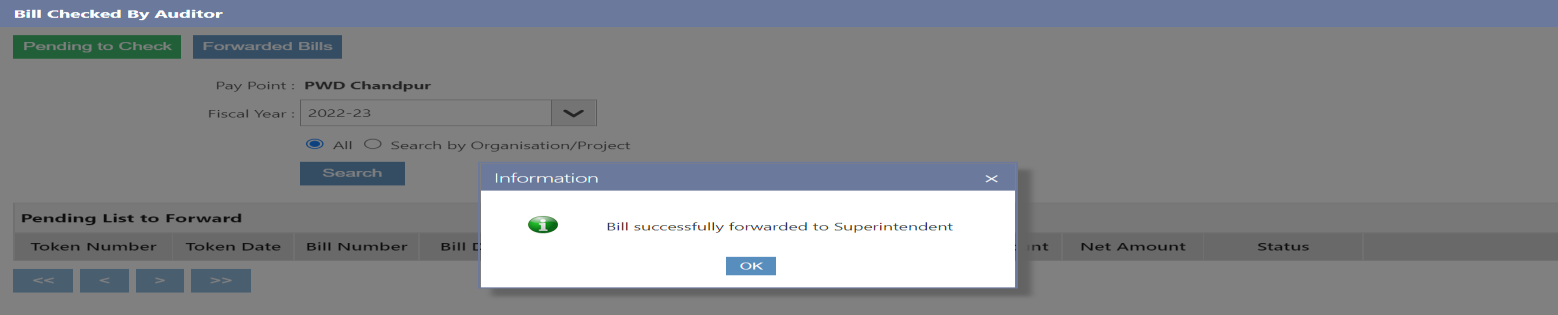 Bill Checked By Auditor
Pending to Check Forwarded Bills
Pay Point : PWD Chandpur
Fiscal Year : 2022-23
All Search by Organisation/Project
Search
Information ×
Bill successfully forwarded to Superintendent
OK
Pending List to Forward
Token Number Token Date Bill Number Bill Net Amount Status
<< < > >>